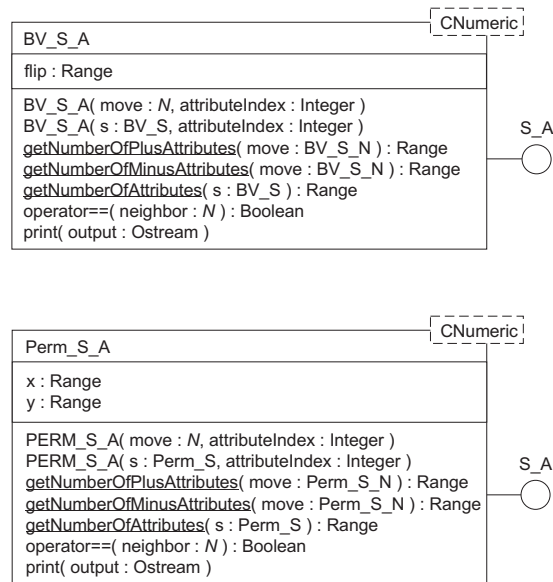 CNumeric
BV_S_A
flip : Range
BV_S_A( move : N, attributeIndex : Integer )
BV_S_A( s : BV_S, attributeIndex : Integer )
getNumberOfPlusAttributes( move : BV_S_N ) : Range
getNumberOfMinusAttributes( move : BV_S_N ) : Range
getNumberOfAttributes( s : BV_S ) : Range
operator==( neighbor : N ) : Boolean
print( output : Ostream )
S_A
CNumeric
Perm_S_A
x : Range
y : Range
PERM_S_A( move : N, attributeIndex : Integer )
PERM_S_A( s : Perm_S, attributeIndex : Integer )
getNumberOfPlusAttributes( move : Perm_S_N ) : Range
getNumberOfMinusAttributes( move : Perm_S_N ) : Range
getNumberOfAttributes( s : Perm_S ) : Range
operator==( neighbor : N ) : Boolean
print( output : Ostream )
S_A